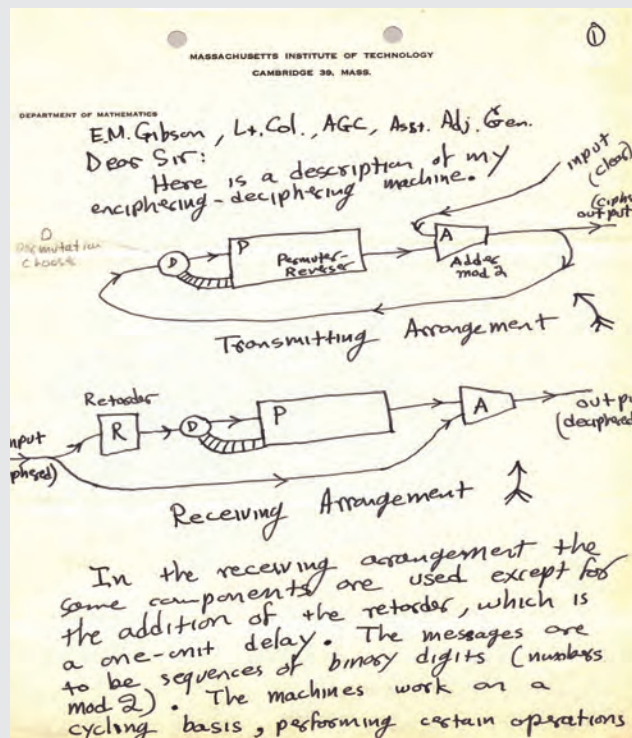 ①
MASSACHUSETTS INSTITUTE OF TECHNOLOGY
CAMBRIDGE 39, MASS.
DEPARTMENT OF MATHEMATICS
E.M. Gibson, Lt. Col., AGC, Asst. Adj. Gen.
Dear Sir:
Here is a description of my
enciphering-deciphering machine.
input
(clear)
(ciph
output
D
permutation
chooser
D
P
Permuter-
Reverser
A
Adder
mod 2
Transmitting Arrangement
Retarder
R
D
P
A
nput
phered)
outpu
(deciphered
Receiving Arrangement
In the receiving arrangement the
same components are used except for
the addition of the retarder, which is
a one-unit delay. The messages are
to be sequences of binary digits (numbers
mod 2). The machines work on a
cycling basis, performing certain operations